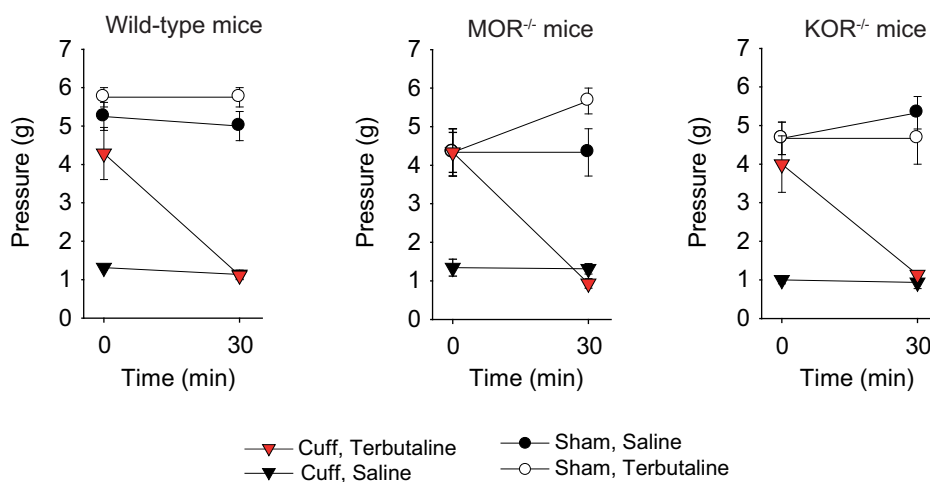 Wild-type mice
7
6
5
4
3
2
1
0
Pressure (g)
0 30
Time (min)
MOR-/- mice
7
6
5
4
3
2
1
0
Pressure (g)
0 30
Time (min)
KOR-/- mice
7
6
5
4
3
2
1
0
Pressure (g)
0 30
Time (min)
Cuff, Terbutaline
Cuff, Saline
Sham, Saline
Sham, Terbutaline